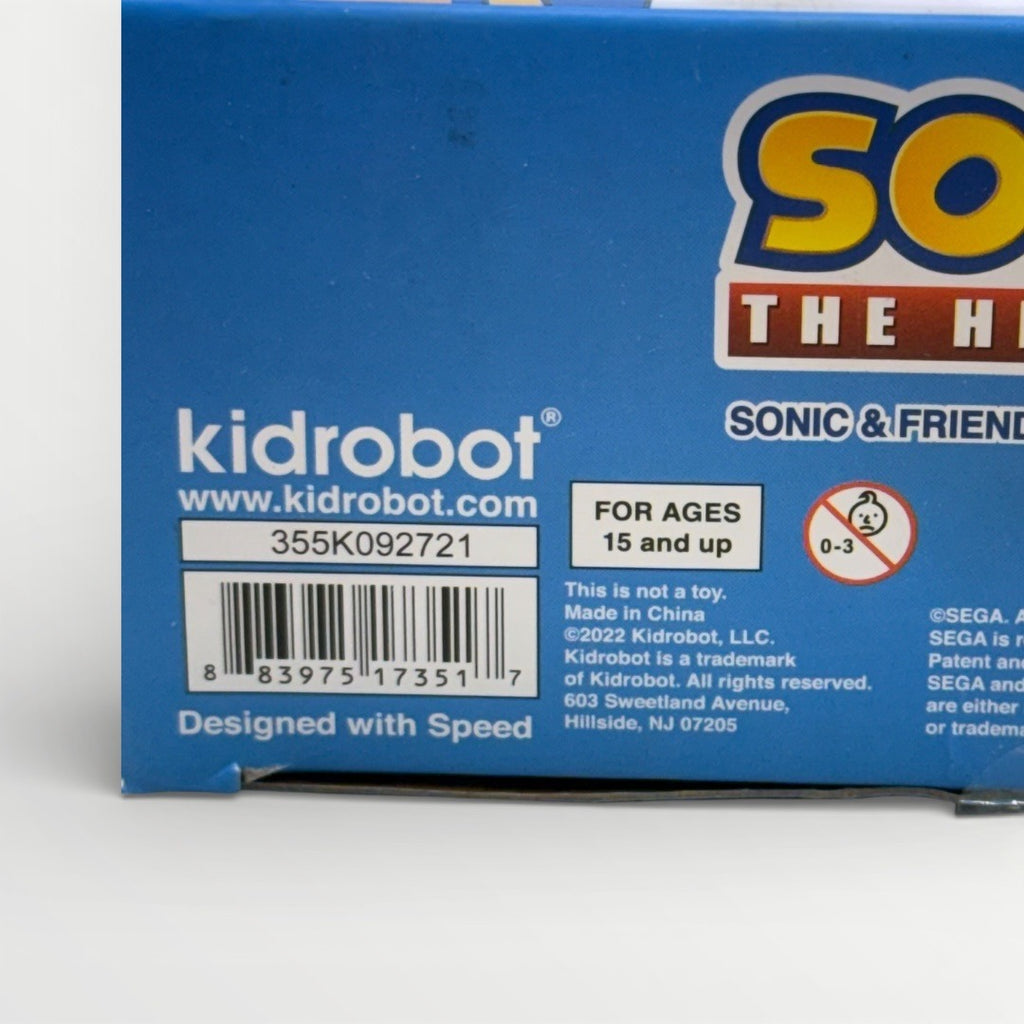 SO
THE H
SONIC & FRIEND
kidrobot®
www.kidrobot.com
355K092721
8 83975 17351 7
Designed with Speed
FOR AGES
15 and up
0-3
This is not a toy.
Made in China
©2022 Kidrobot, LLC.
Kidrobot is a trademark
of Kidrobot. All rights reserved.
603 Sweetland Avenue,
Hillside, NJ 07205
©SEGA.
SEGA is
Patent and
SEGA and
are either
or tradema